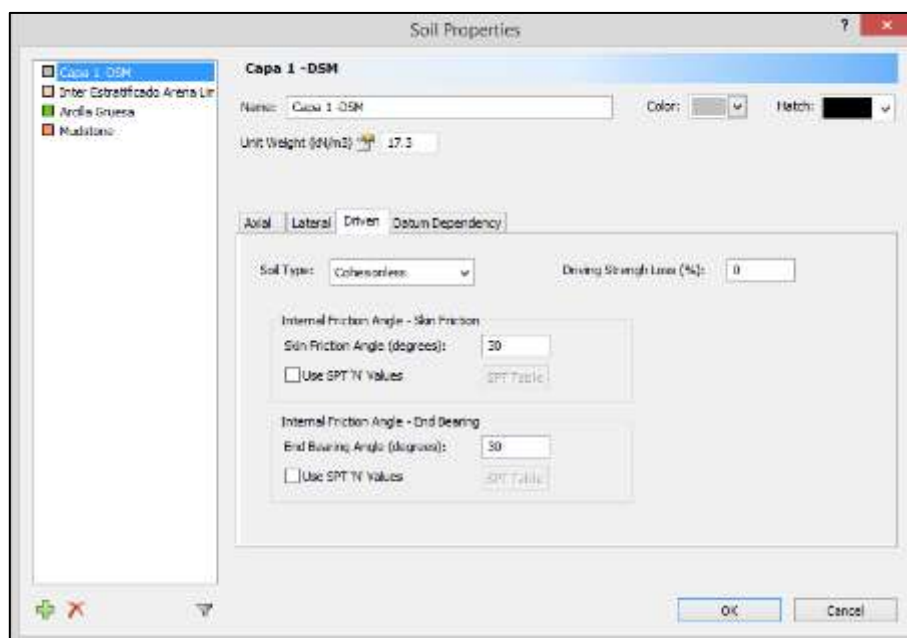 Soil Properties
?
Capa 1 -DSM
Inter Estratificado Arena Lir
Arcilla Gruesa
Mudstone
Capa 1 -DSM
Name: Capa 1 -DSM Color: Hatch:
Unit Weight (kN/m3) 17.3
Axial Lateral Driven Datum Dependency
Soil Type: Cohesionless Driving Strengh Loss (%): 0
Internal Friction Angle - Skin Friction
Skin Friction Angle (degrees): 30
Use SPT 'N' Values SPT Table
Internal Friction Angle - End Bearing
End Bearing Angle (degrees): 30
Use SPT 'N' Values SPT Table
OK Cancel